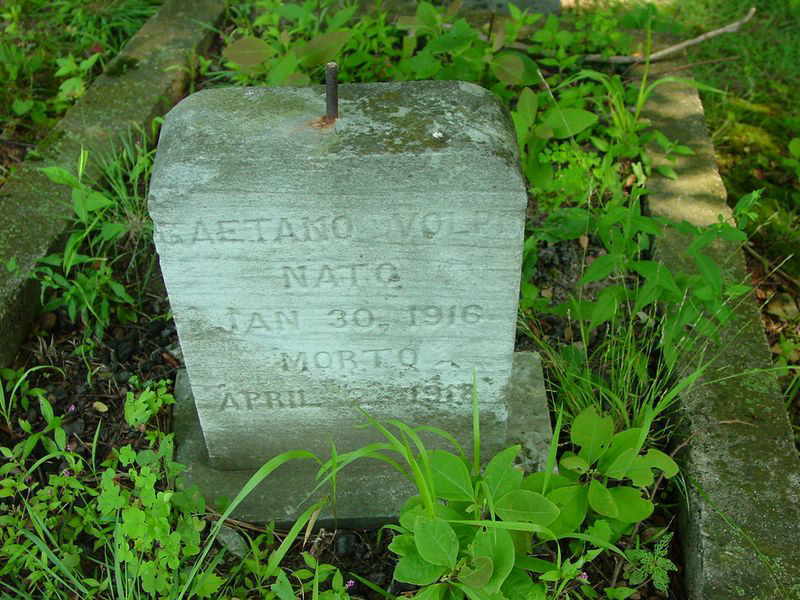 GAETANO
NATO
JAN 30, 1916
MORTO
APRIL